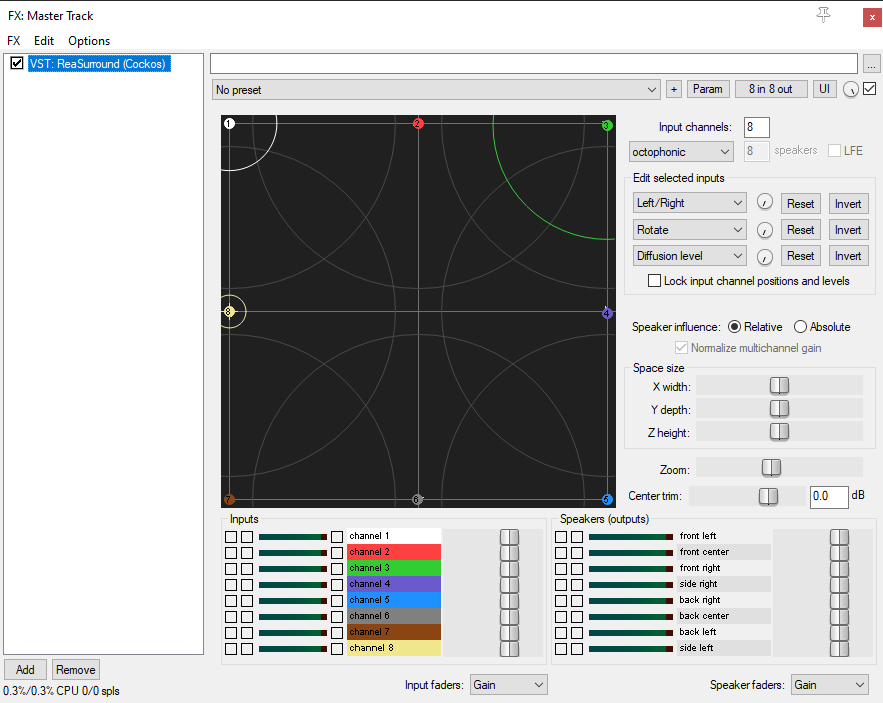 FX: Master Track
x
FX Edit Options
VST: ReaSurround (Cockos)
...
No preset
+ Param 8 in 8 out UI
Input channels: 8
octophonic 8 speakers LFE
Edit selected inputs
Left/Right Reset Invert
Rotate Reset Invert
Diffusion level Reset Invert
Lock input channel positions and levels
Speaker influence: Relative Absolute
Normalize multichannel gain
Space size
X width:
Y depth:
Z height:
Zoom:
Center trim: 0.0 dB
1 2 3
8 4
7 6 5
Inputs
channel 1
channel 2
channel 3
channel 4
channel 5
channel 6
channel 7
channel 8
Input faders: Gain
Speakers (outputs)
front left
front center
front right
side right
back right
back center
back left
side left
Speaker faders: Gain
Add Remove
0.3%/0.3% CPU 0/0 spls